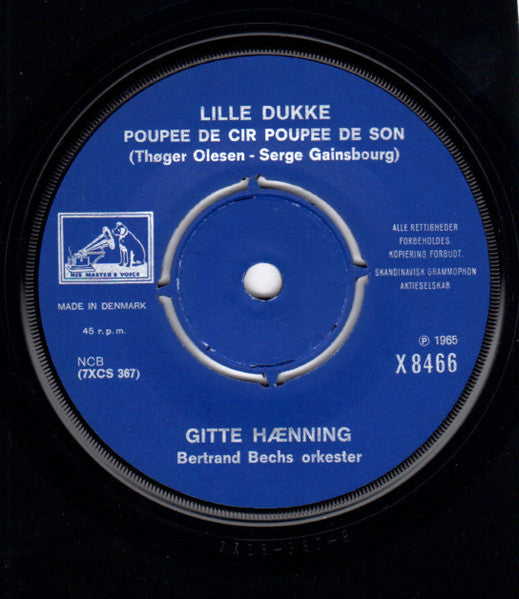 LILLE DUKKE
POUPEE DE CIR POUPEE DE SON
(Thøger Olesen - Serge Gainsbourg)
HIS MASTER'S VOICE
MADE IN DENMARK
45 r.p.m.
NCB
(7XCS 367)
ALLE RETTIGHEDER
FORBEHOLDES.
KOPIERING FORBUDT.
SKANDINAVISK GRAMMOPHON
AKTIESELSKAB
℗ 1965
X 8466
GITTE HÆNNING
Bertrand Bechs orkester